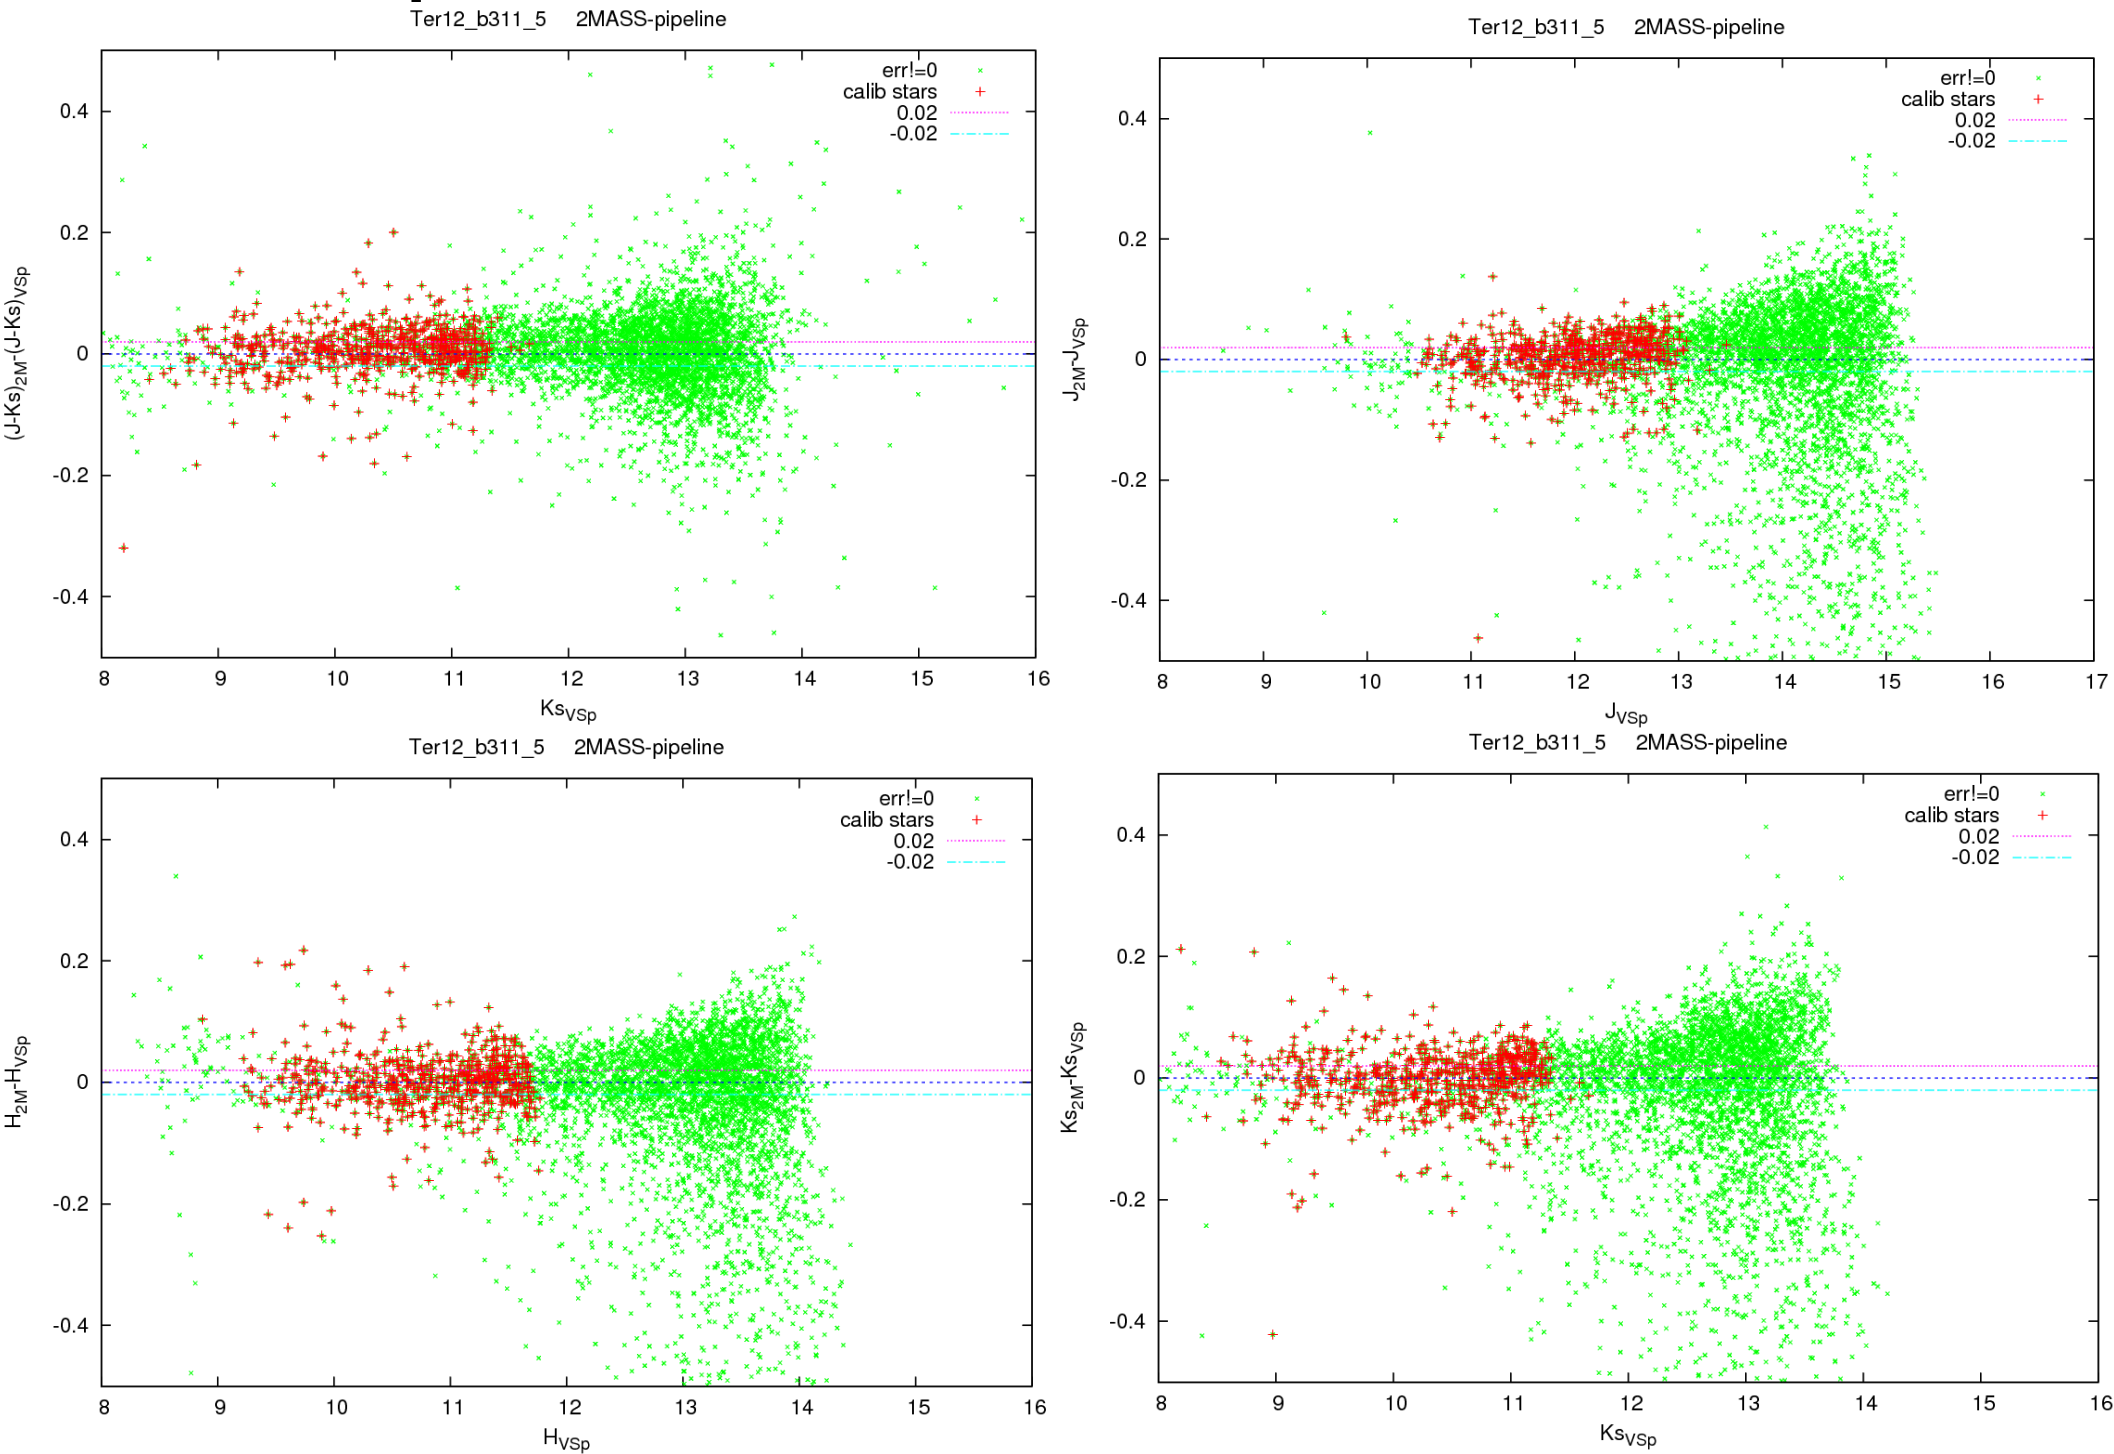 Ter12_b311_5 2MASS-pipeline
err!=0
calib stars
0.02
-0.02
0.4
0.2
0
-0.2
-0.4
(J-Ks)2M-(J-Ks)VSp
8 9 10 11 12 13 14 15 16
KsVSp
Ter12_b311_5 2MASS-pipeline
err!=0
calib stars
0.02
-0.02
0.4
0.2
0
-0.2
-0.4
J2M-JVSp
8 9 10 11 12 13 14 15 16 17
JVSp
Ter12_b311_5 2MASS-pipeline
err!=0
calib stars
0.02
-0.02
0.4
0.2
0
-0.2
-0.4
H2M-HVSp
8 9 10 11 12 13 14 15 16
HVSp
Ter12_b311_5 2MASS-pipeline
err!=0
calib stars
0.02
-0.02
0.4
0.2
0
-0.2
-0.4
Ks2M-KsVSp
8 9 10 11 12 13 14 15 16
KsVSp